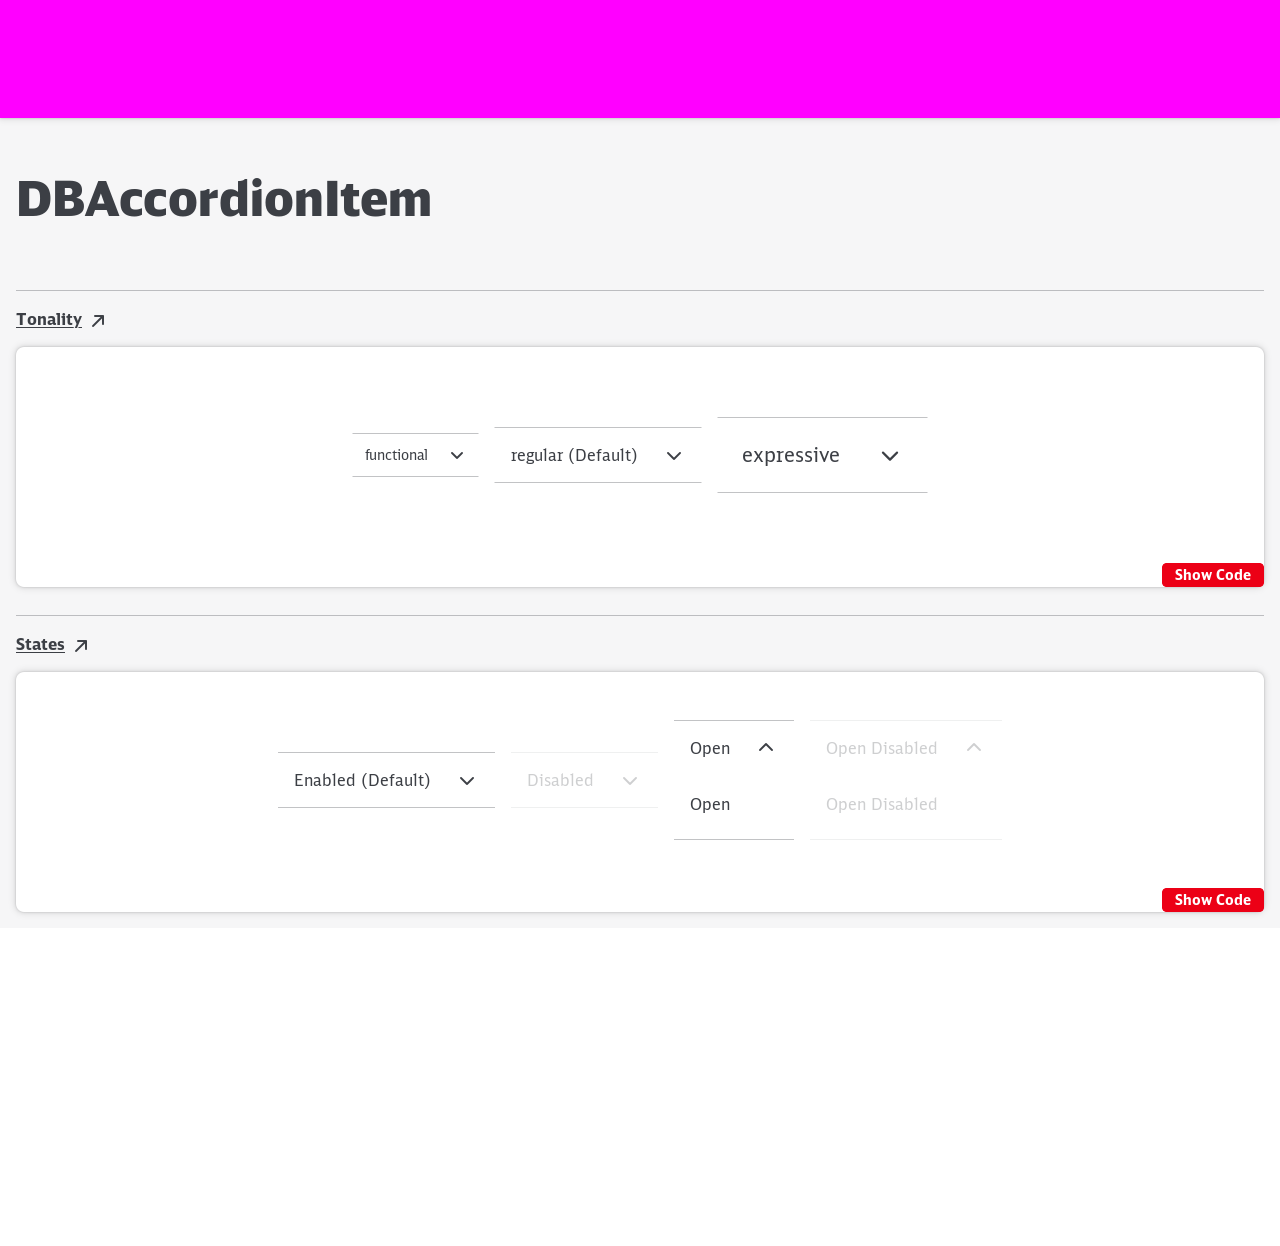 DBAccordionItem
Tonality
functional
regular (Default)
expressive
Show Code
States
Enabled (Default)
Disabled
Open
Open Disabled
Open
Open Disabled
Show Code